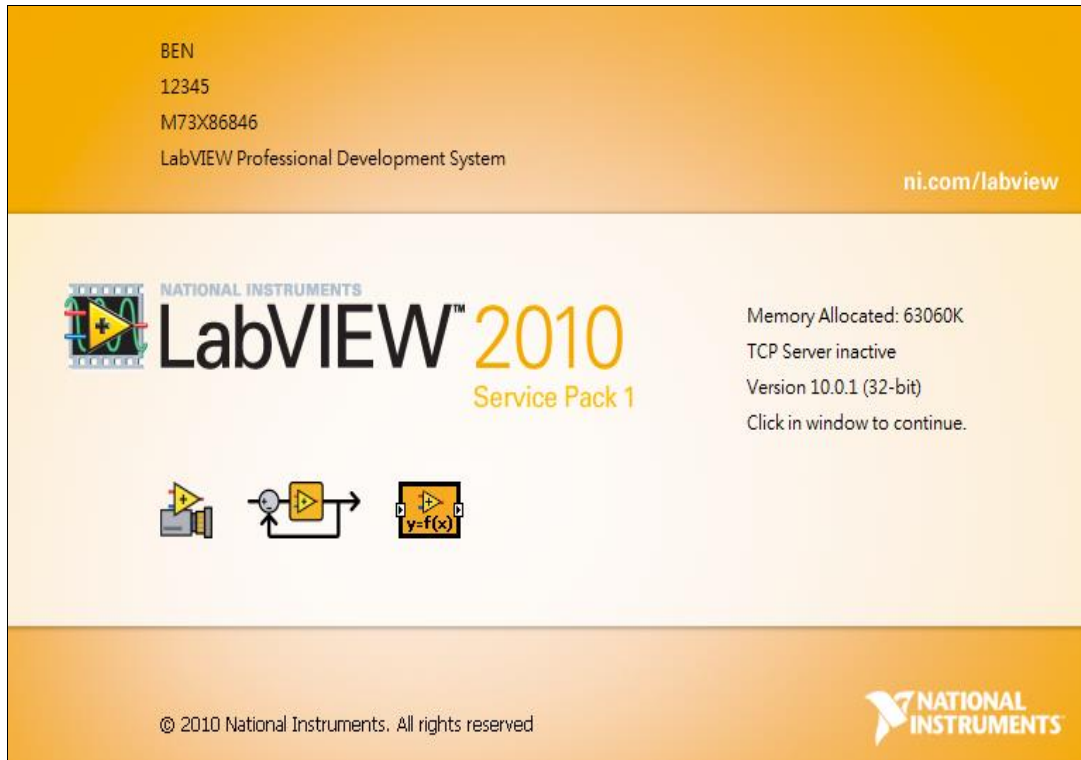 BEN
12345
M73X86846
LabVIEW Professional Development System
ni.com/labview
NATIONAL INSTRUMENTS
LabVIEW™ 2010
Service Pack 1
Memory Allocated: 63060K
TCP Server inactive
Version 10.0.1 (32-bit)
Click in window to continue.
y=f(x)
© 2010 National Instruments. All rights reserved
NATIONAL
INSTRUMENTS